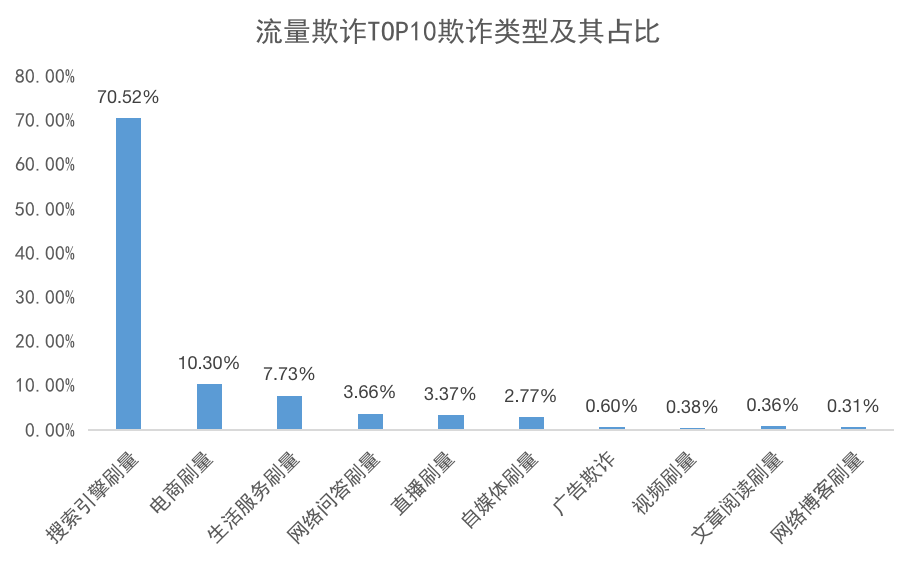 流量欺诈TOP10欺诈类型及其占比
80.00%
70.00%
60.00%
50.00%
40.00%
30.00%
20.00%
10.00%
0.00%
70.52%
10.30%
7.73%
3.66%
3.37%
2.77%
0.60%
0.38%
0.36%
0.31%
搜索引擎刷量
电商刷量
生活服务刷量
网络问答刷量
直播刷量
自媒体刷量
广告欺诈
视频刷量
文章阅读刷量
网络博客刷量